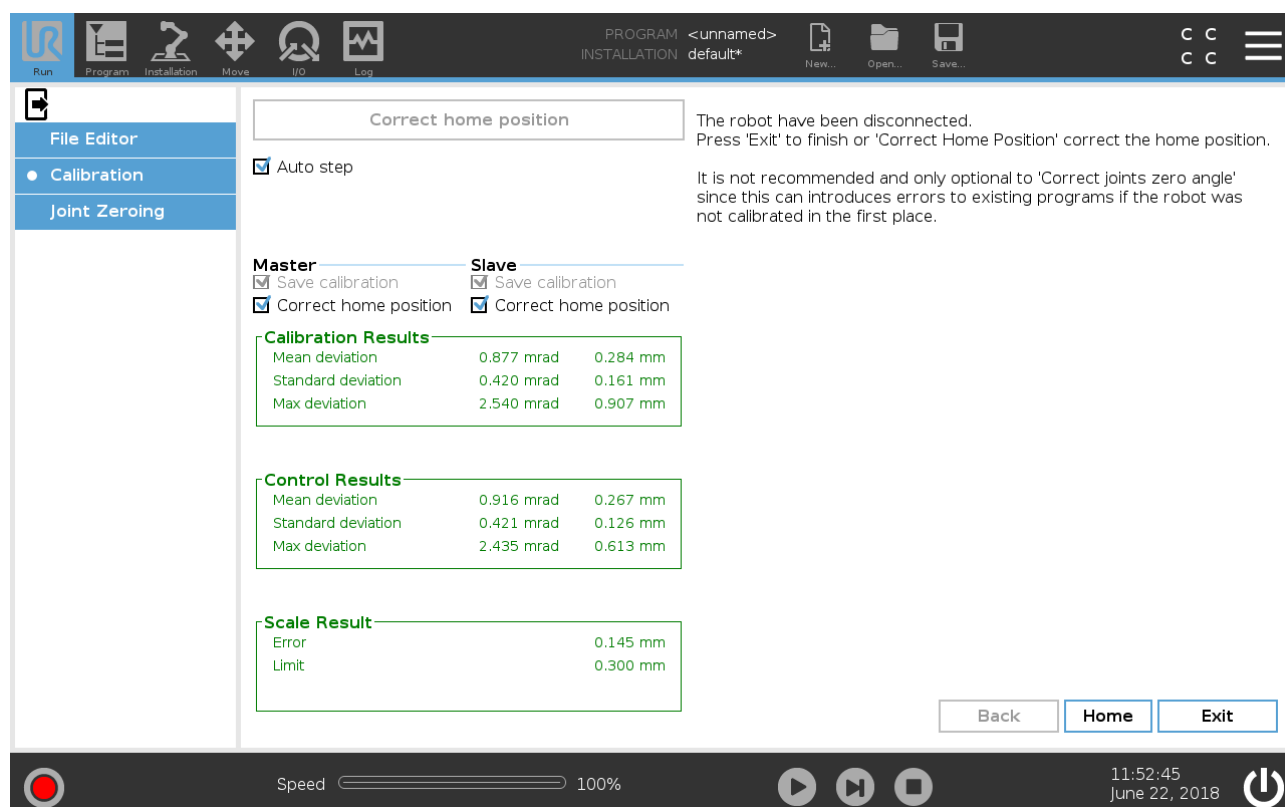 UR
Run
Program
Installation
Move
I/O
Log
PROGRAM <unnamed>
INSTALLATION default*
New...
Open...
Save...
C C
C C
File Editor
Calibration
Joint Zeroing
Correct home position
Auto step
Master
Save calibration
Correct home position
Slave
Save calibration
Correct home position
Calibration Results
Mean deviation 0.877 mrad 0.284 mm
Standard deviation 0.420 mrad 0.161 mm
Max deviation 2.540 mrad 0.907 mm
Control Results
Mean deviation 0.916 mrad 0.267 mm
Standard deviation 0.421 mrad 0.126 mm
Max deviation 2.435 mrad 0.613 mm
Scale Result
Error 0.145 mm
Limit 0.300 mm
The robot have been disconnected.
Press 'Exit' to finish or 'Correct Home Position' correct the home position.
It is not recommended and only optional to 'Correct joints zero angle'
since this can introduces errors to existing programs if the robot was
not calibrated in the first place.
Back
Home
Exit
Speed 100%
11:52:45
June 22, 2018